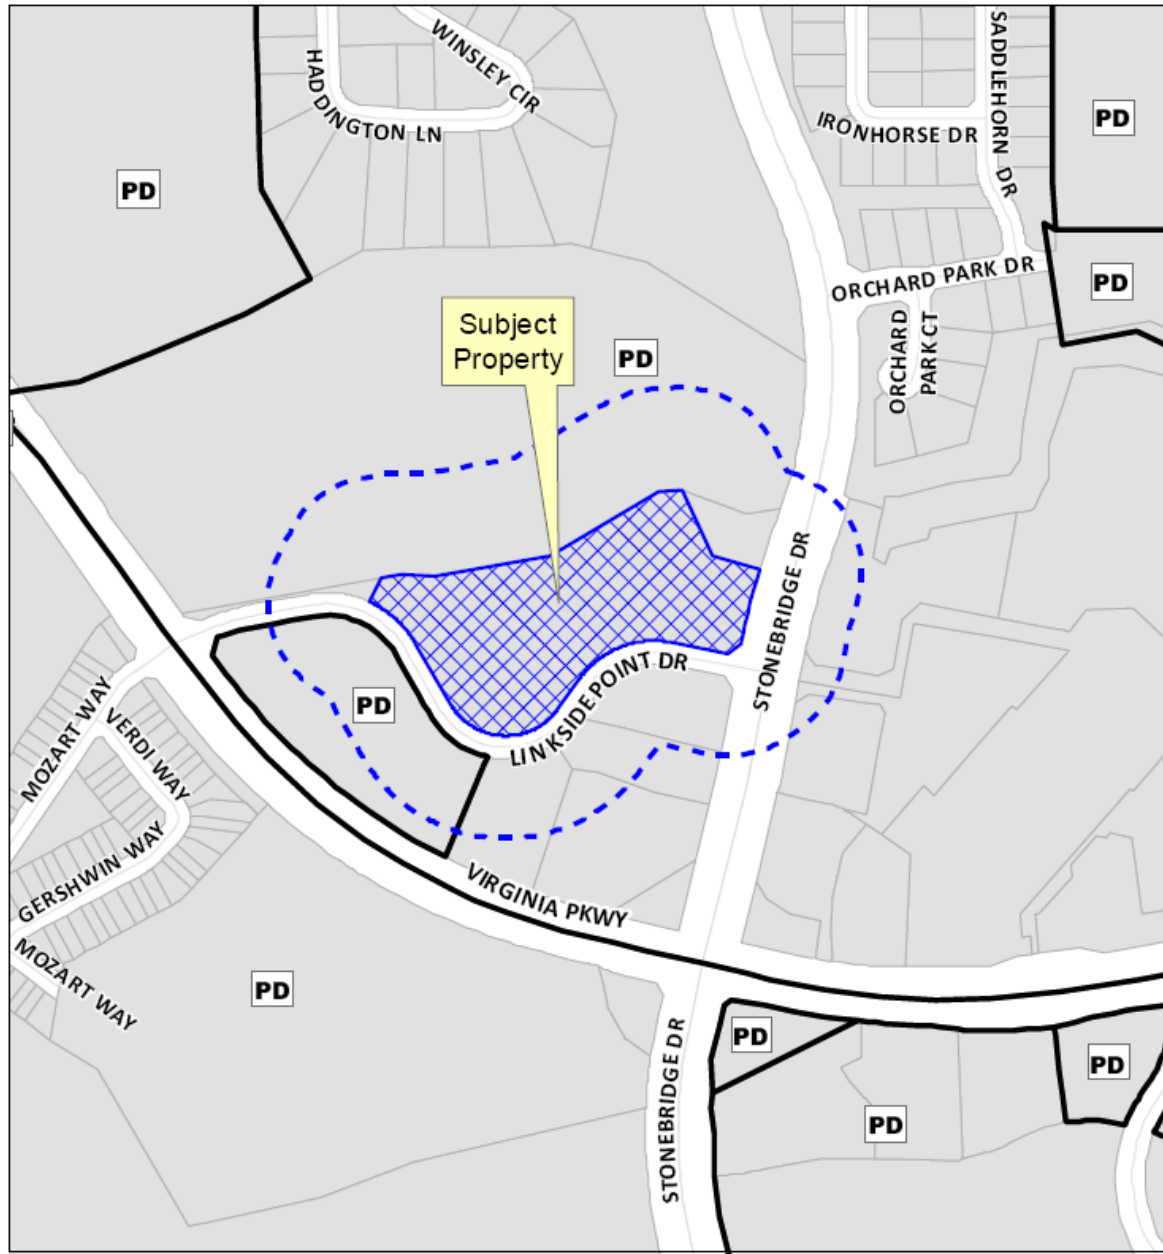 WINSLEY CIR
HADDINGTON LN
SADDLEHORN DR
IRONHORSE DR
PD
PD
ORCHARD PARK DR
PD
Subject
Property
PD
ORCHARD
PARK CT
STONEBRIDGE DR
LINKSIDE POINT DR
PD
MOZART WAY
VERDI WAY
GERSHWIN WAY
VIRGINIA PKWY
MOZART WAY
PD
STONEBRIDGE DR
PD
PD
PD